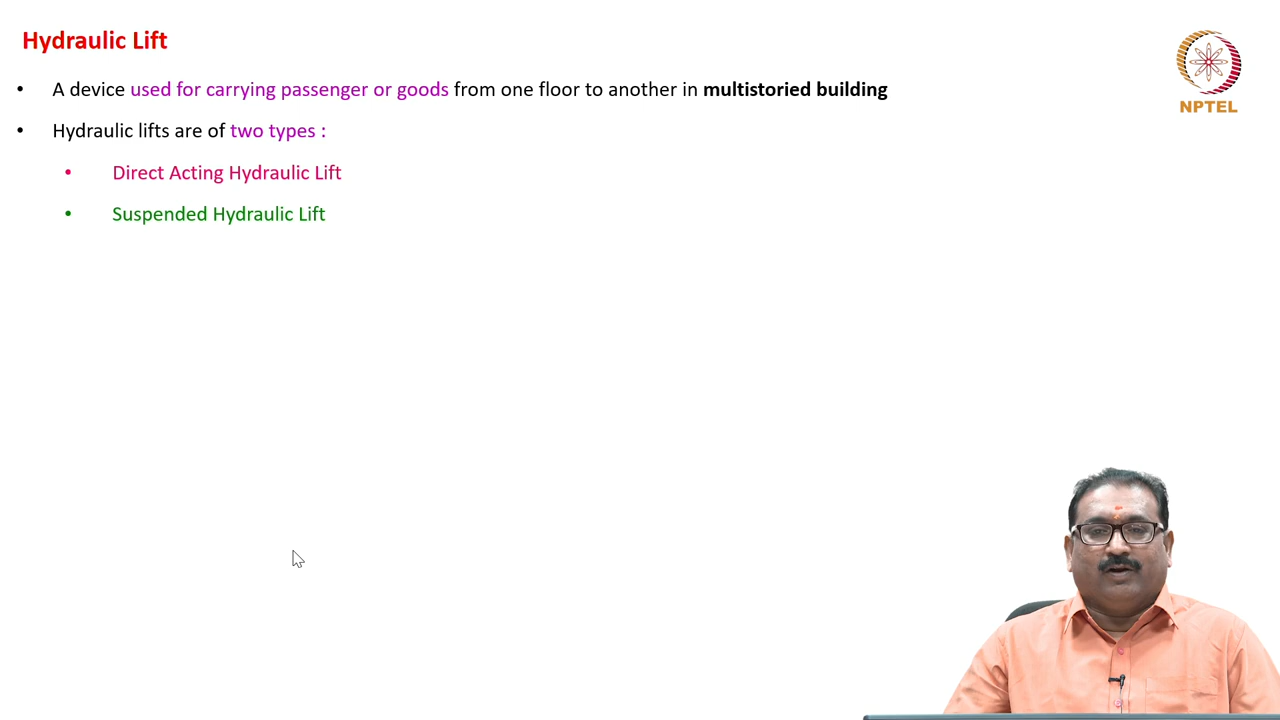 Hydraulic Lift
• A device used for carrying passenger or goods from one floor to another in multistoried building
• Hydraulic lifts are of two types :
• Direct Acting Hydraulic Lift
• Suspended Hydraulic Lift
NPTEL